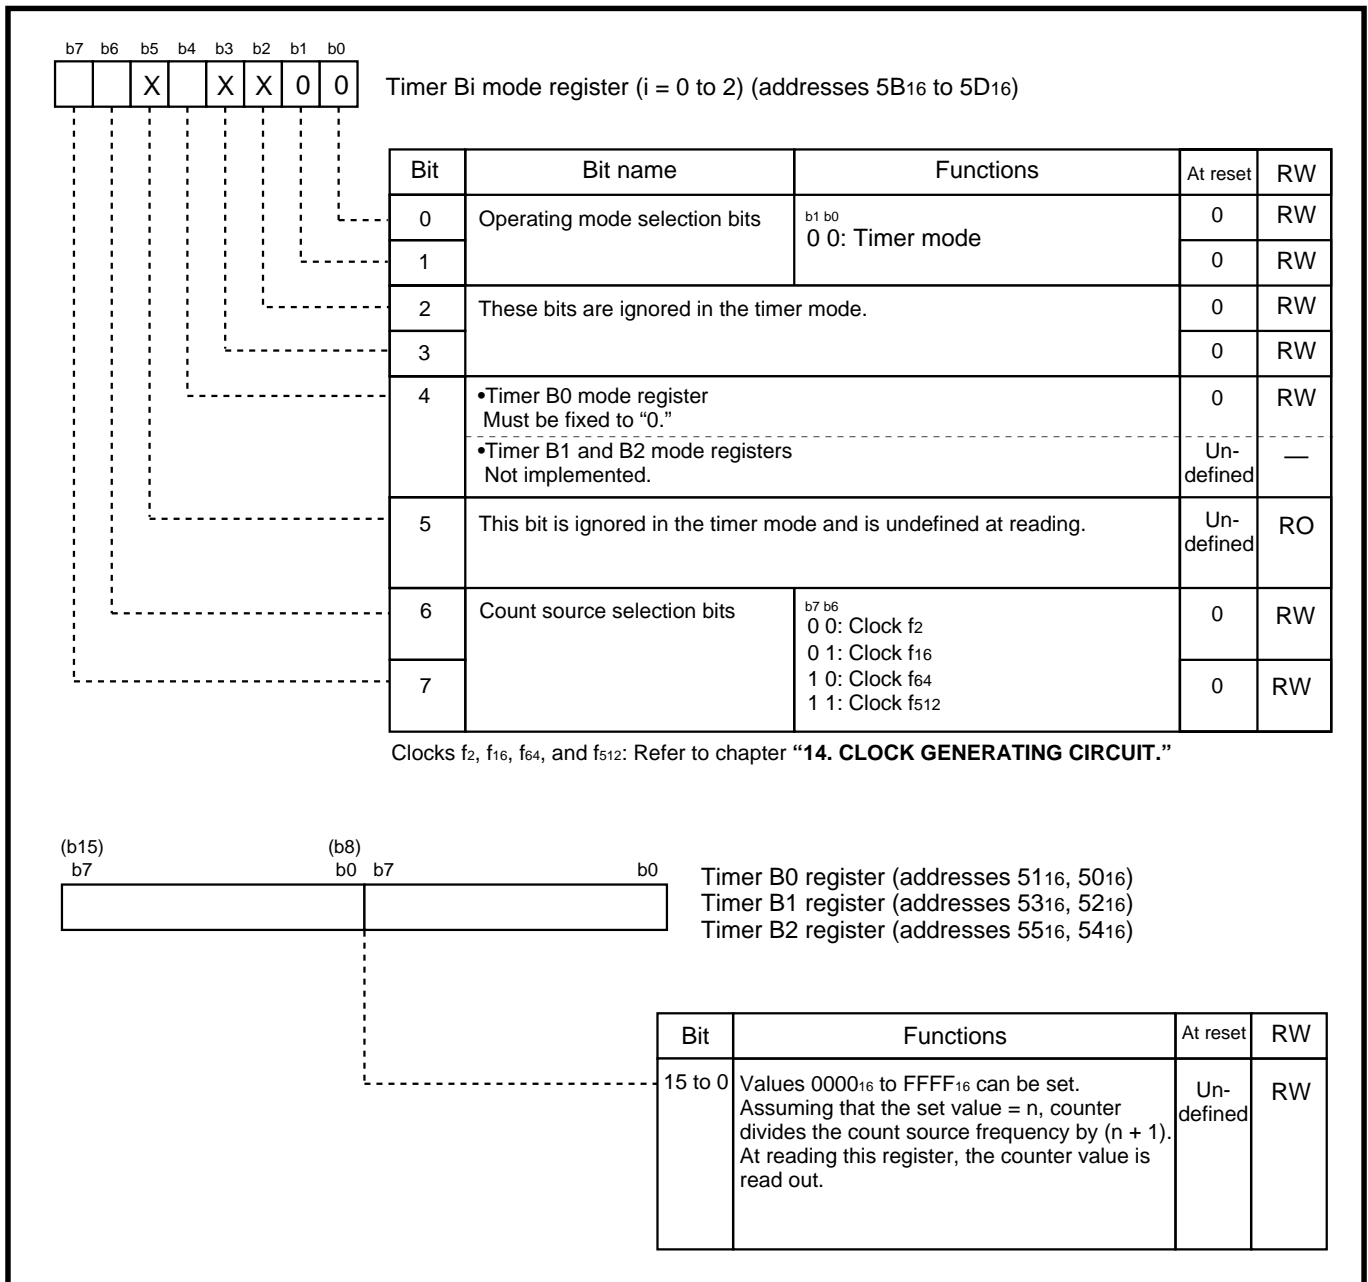 b7 b6 b5 b4 b3 b2 b1 b0
X X X 0 0
Timer Bi mode register (i = 0 to 2) (addresses 5B16 to 5D16)
Bit Bit name Functions At reset RW
0 Operating mode selection bits b1 b0 0 RW
0 0: Timer mode
1 0 RW
2 These bits are ignored in the timer mode. 0 RW
3 0 RW
4 •Timer B0 mode register 0 RW
Must be fixed to “0.”
•Timer B1 and B2 mode registers Un- —
Not implemented. defined
5 This bit is ignored in the timer mode and is undefined at reading. Un- RO
defined
6 Count source selection bits b7 b6 0 RW
0 0: Clock f2
0 1: Clock f16
7 1 0: Clock f64 0 RW
1 1: Clock f512
Clocks f2, f16, f64, and f512: Refer to chapter “14. CLOCK GENERATING CIRCUIT.”
(b15) (b8)
b7 b0 b7 b0
Timer B0 register (addresses 5116, 5016)
Timer B1 register (addresses 5316, 5216)
Timer B2 register (addresses 5516, 5416)
Bit Functions At reset RW
15 to 0 Values 000016 to FFFF16 can be set. Un- RW
Assuming that the set value = n, counter defined
divides the count source frequency by (n + 1).
At reading this register, the counter value is
read out.